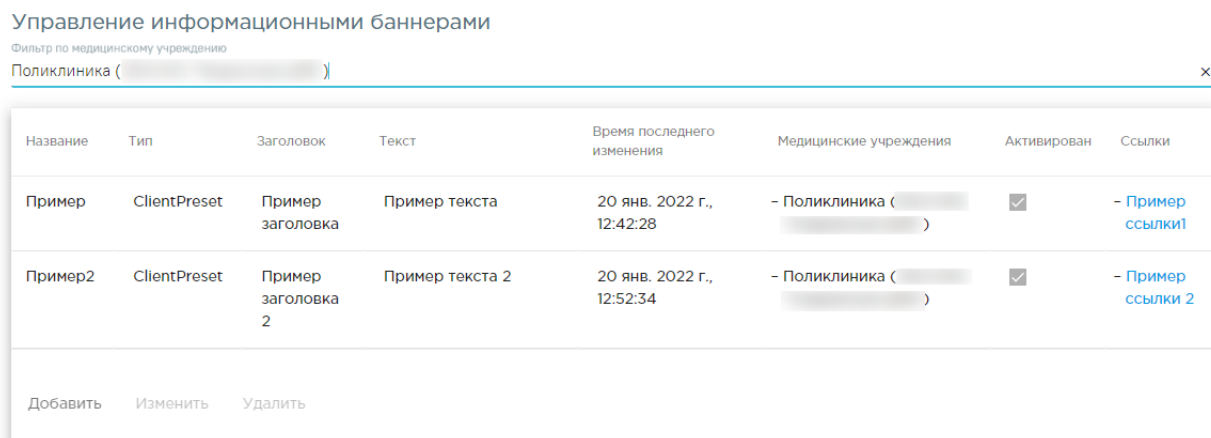 Управление информационными баннерами
Фильтр по медицинскому учреждению
Поликлиника ( ) ×
Название Тип Заголовок Текст Время последнего изменения Медицинские учреждения Активирован Ссылки
Пример ClientPreset Пример заголовка Пример текста 20 янв. 2022 г., 12:42:28 – Поликлиника ( ) – Пример ссылки1
Пример2 ClientPreset Пример заголовка 2 Пример текста 2 20 янв. 2022 г., 12:52:34 – Поликлиника ( ) – Пример ссылки 2
Добавить Изменить Удалить